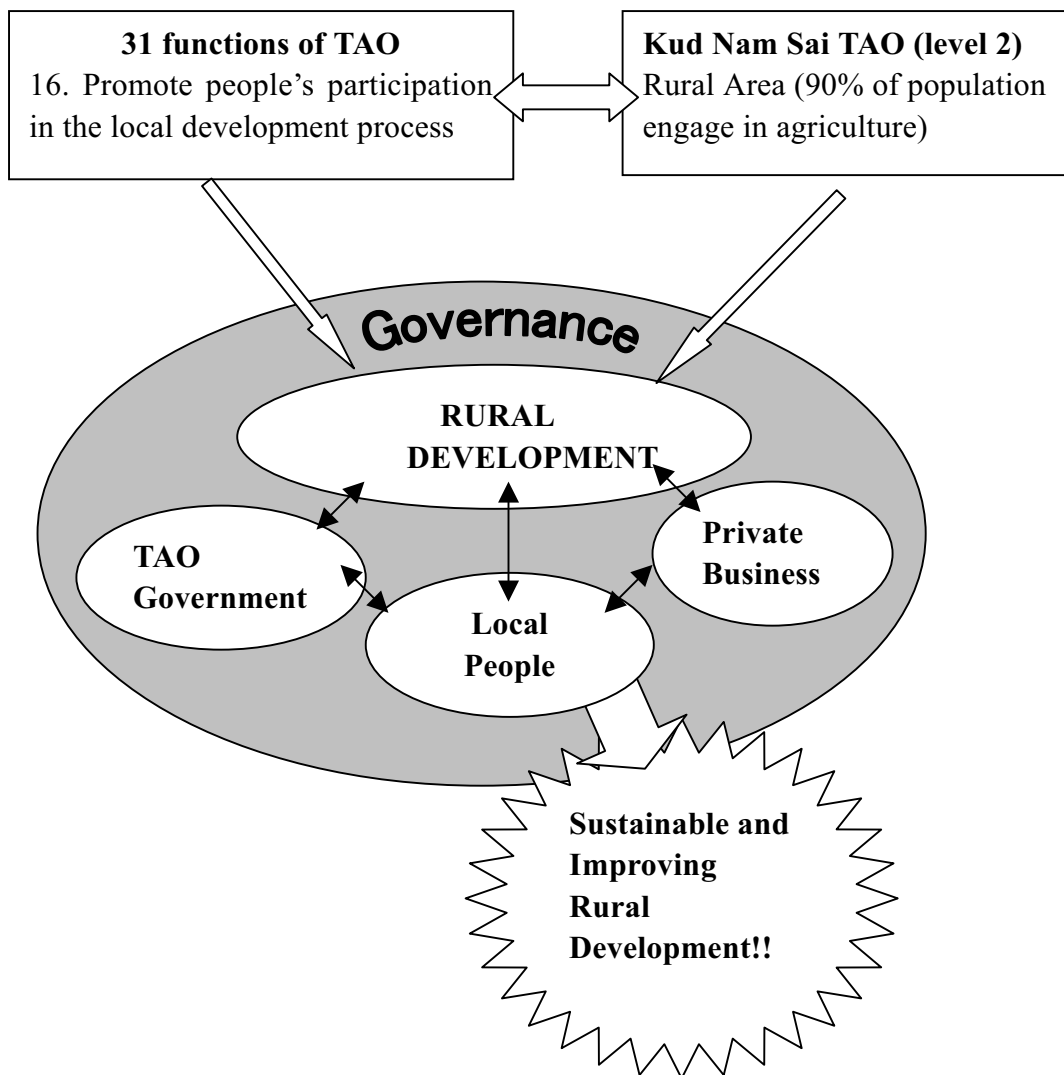 31 functions of TAO
16. Promote people’s participation
in the local development process
Kud Nam Sai TAO (level 2)
Rural Area (90% of population
engage in agriculture)
Governance
RURAL
DEVELOPMENT
TAO
Government
Local
People
Private
Business
Sustainable and
Improving
Rural
Development!!